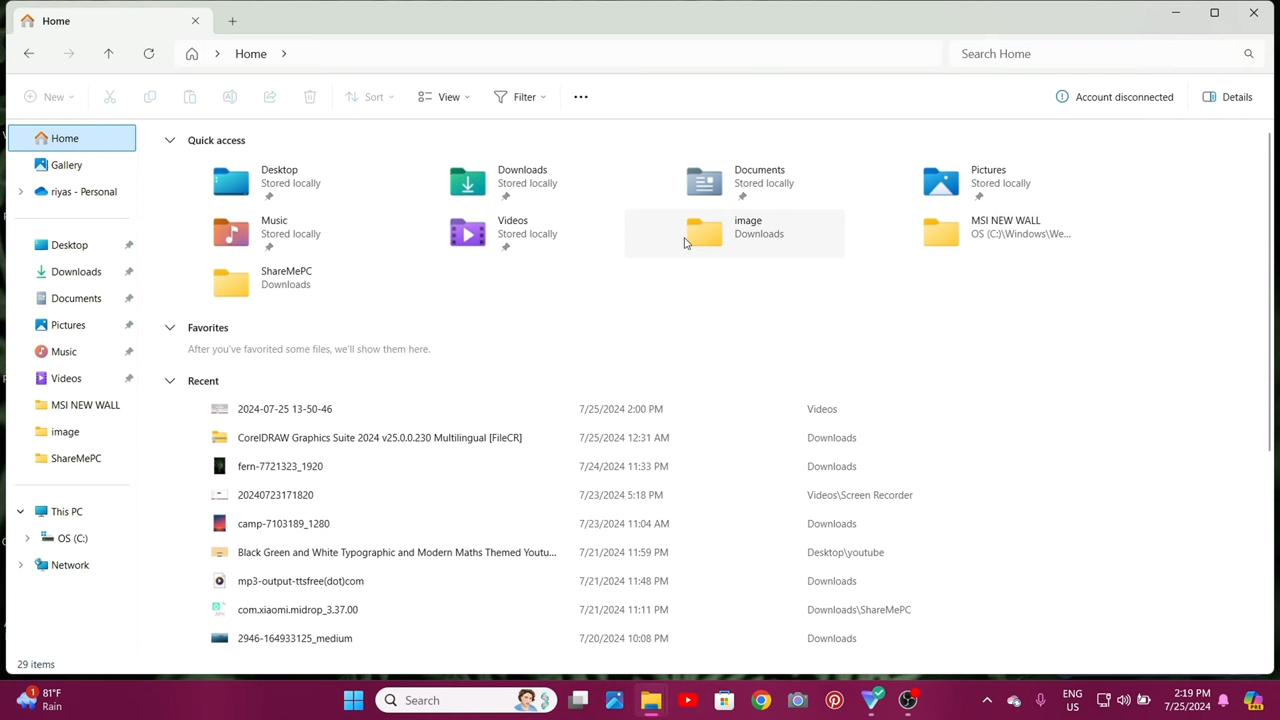 Home
Home
Search Home
New
Sort
View
Filter
Account disconnected
Details
Home
Gallery
riyas - Personal
Desktop
Downloads
Documents
Pictures
Music
Videos
MSI NEW WALL
image
ShareMePC
This PC
OS (C:)
Network
Quick access
Desktop
Stored locally
Downloads
Stored locally
Documents
Stored locally
Pictures
Stored locally
Music
Stored locally
Videos
Stored locally
image
Downloads
MSI NEW WALL
OS (C:)\Windows\We...
ShareMePC
Downloads
Favorites
After you've favorited some files, we'll show them here.
Recent
2024-07-25 13-50-46 7/25/2024 2:00 PM Videos
CorelDRAW Graphics Suite 2024 v25.0.0.230 Multilingual [FileCR] 7/25/2024 12:31 AM Downloads
fern-7721323_1920 7/24/2024 11:33 PM Downloads
20240723171820 7/23/2024 5:18 PM Videos\Screen Recorder
camp-7103189_1280 7/23/2024 11:04 AM Downloads
Black Green and White Typographic and Modern Maths Themed Youtu... 7/21/2024 11:59 PM Desktop\youtube
mp3-output-ttsfree(dot)com 7/21/2024 11:48 PM Downloads
com.xiaomi.midrop_3.37.00 7/21/2024 11:11 PM Downloads\ShareMePC
2946-164933125_medium 7/20/2024 10:08 PM Downloads
29 items
1
81°F
Rain
Search
ENG
US
2:19 PM
7/25/2024